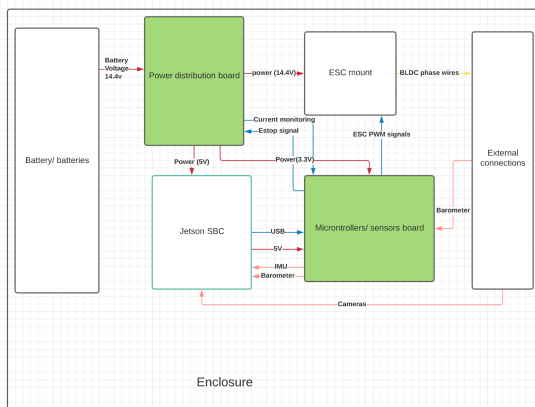 Battery
Voltage
14.4v
Power distribution board
power (14.4V)
ESC mount
BLDC phase wires
Current monitoring
Estop signal
ESC PWM signals
Battery/ batteries
Power (5V)
Power(3.3V)
External
connections
Jetson SBC
USB
5V
IMU
Barometer
Microntrollers/ sensors board
Barometer
Cameras
Enclosure